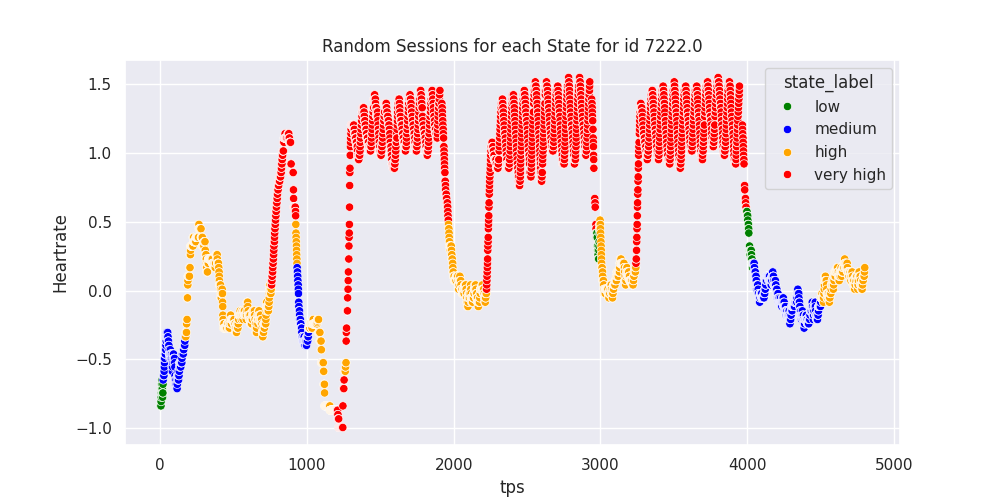 Random Sessions for each State for id 7222.0
Heartrate
1.5
1.0
0.5
0.0
−0.5
−1.0
state_label
low
medium
high
very high
0
1000
2000
3000
4000
5000
tps